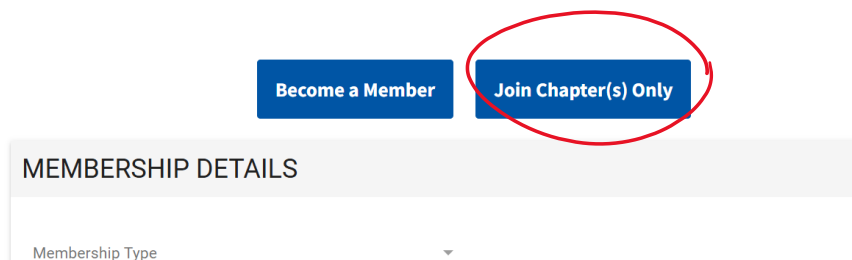 Become a Member
Join Chapter(s) Only
MEMBERSHIP DETAILS
Membership Type